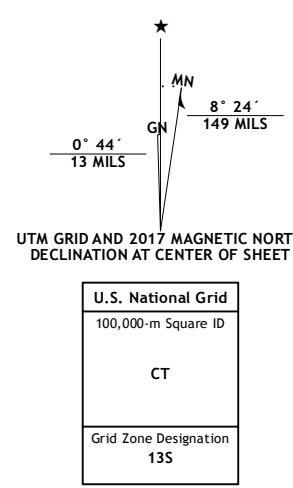 ★
MN
GN
8° 24´
149 MILS
0° 44´
13 MILS
UTM GRID AND 2017 MAGNETIC NORT
DECLINATION AT CENTER OF SHEET
U.S. National Grid
100,000-m Square ID
CT
Grid Zone Designation
13S